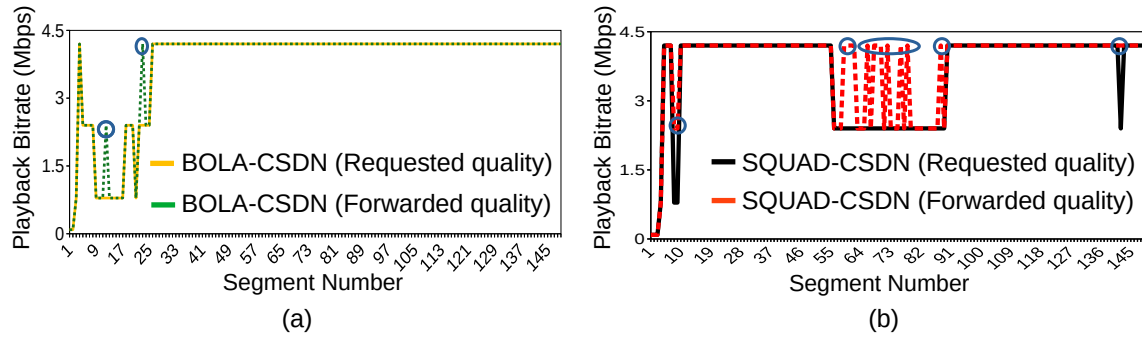 Playback Bitrate (Mbps)
4.5
3
1.5
0
BOLA-CSDN (Requested quality)
BOLA-CSDN (Forwarded quality)
1 9 17 25 33 41 49 57 65 73 81 89 97 105 113 121 129 137 145
Segment Number
(a)
Playback Bitrate (Mbps)
4.5
3
1.5
0
SQUAD-CSDN (Requested quality)
SQUAD-CSDN (Forwarded quality)
1 10 19 28 37 46 55 64 73 82 91 100 109 118 127 136 145
Segment Number
(b)